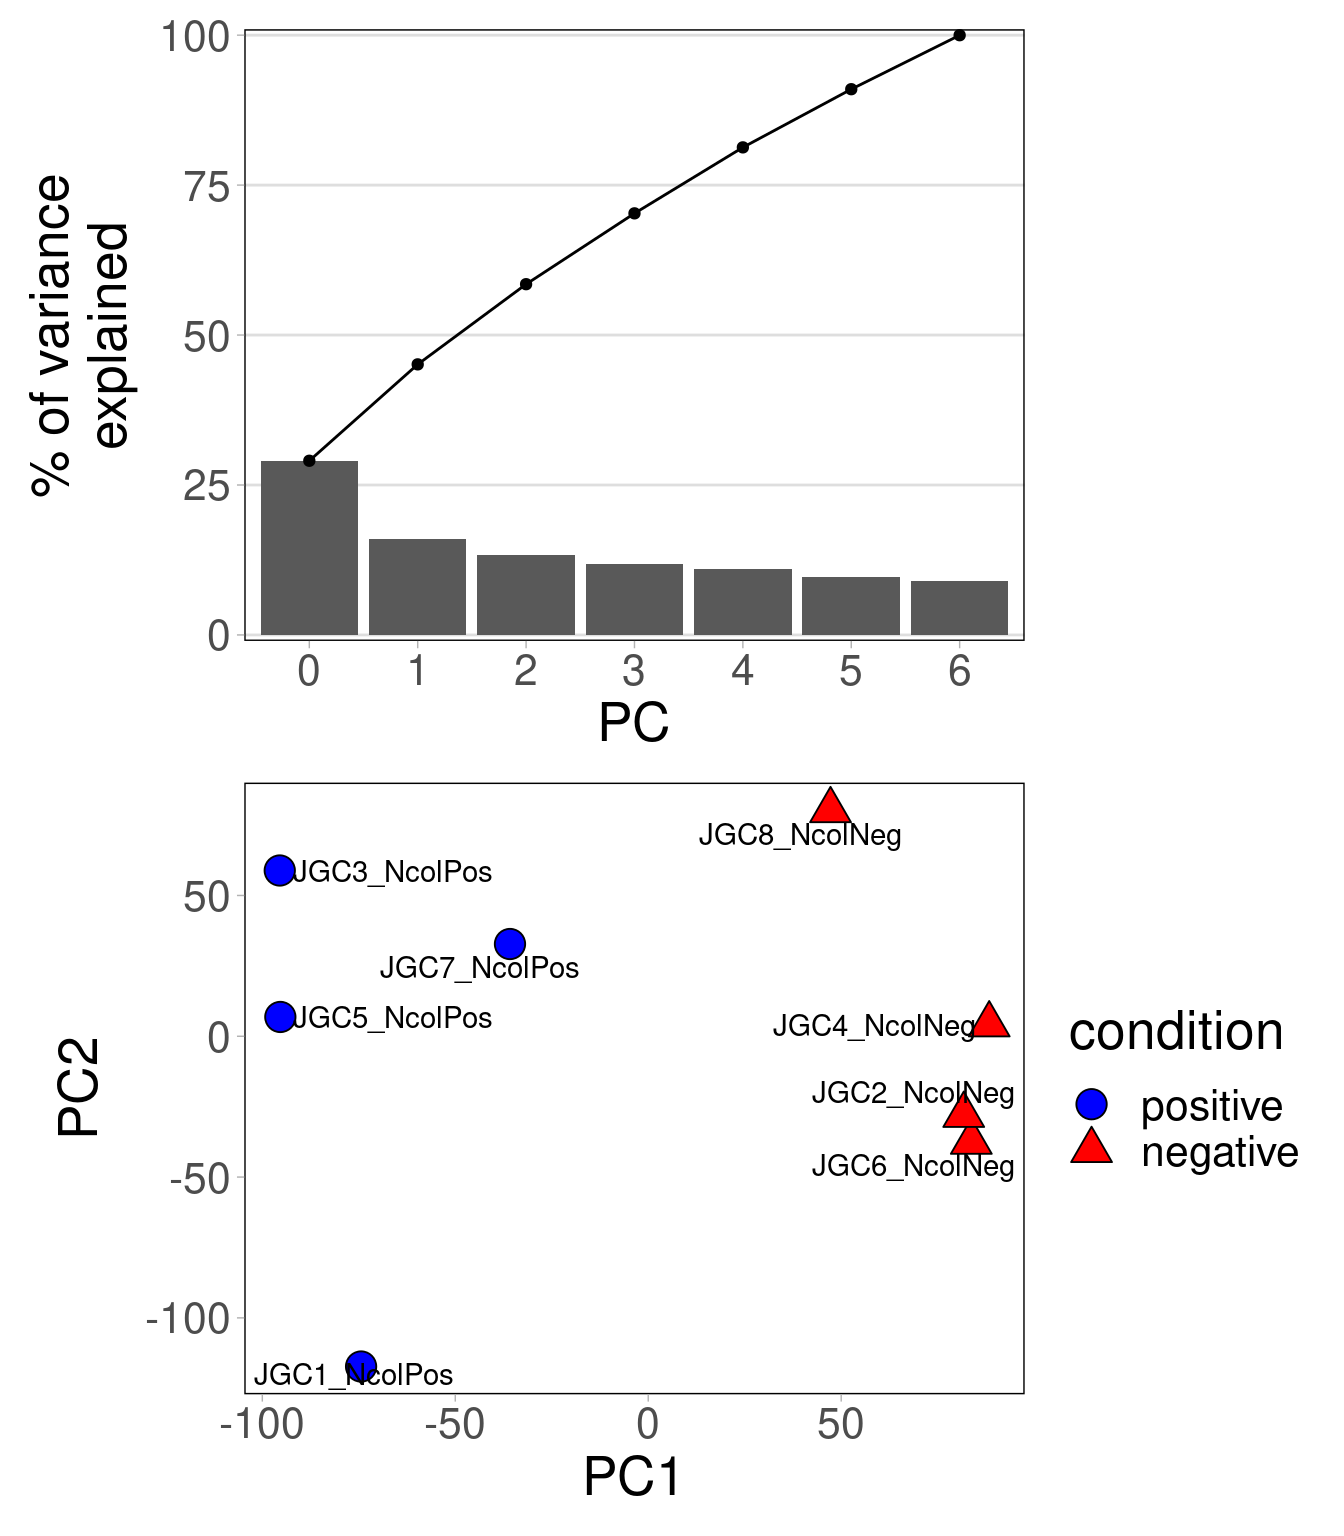 100
75
50
25
0
% of variance
explained
0 1 2 3 4 5 6
PC
JGC8_NcolNeg
JGC3_NcolPos
JGC7_NcolPos
JGC5_NcolPos
JGC4_NcolNeg
JGC2_NcolNeg
JGC6_NcolNeg
JGC1_NcolPos
50
0
-50
-100
PC2
-100 -50 0 50
PC1
condition
positive
negative